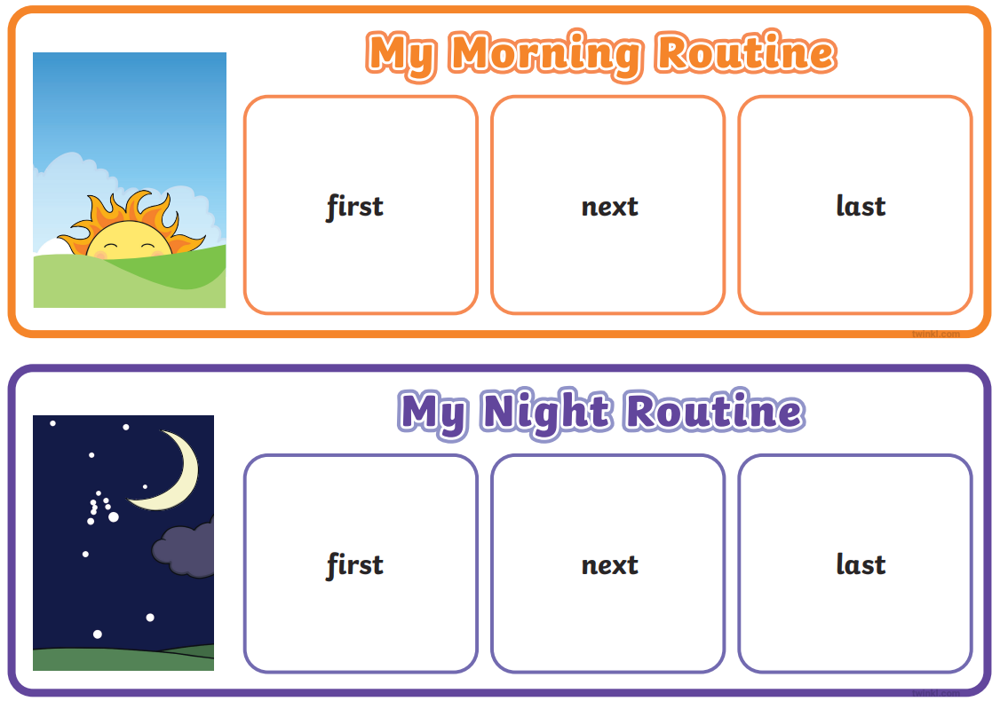 My Morning Routine
first
next
last
twinkl.com
My Night Routine
first
next
last
twinkl.com